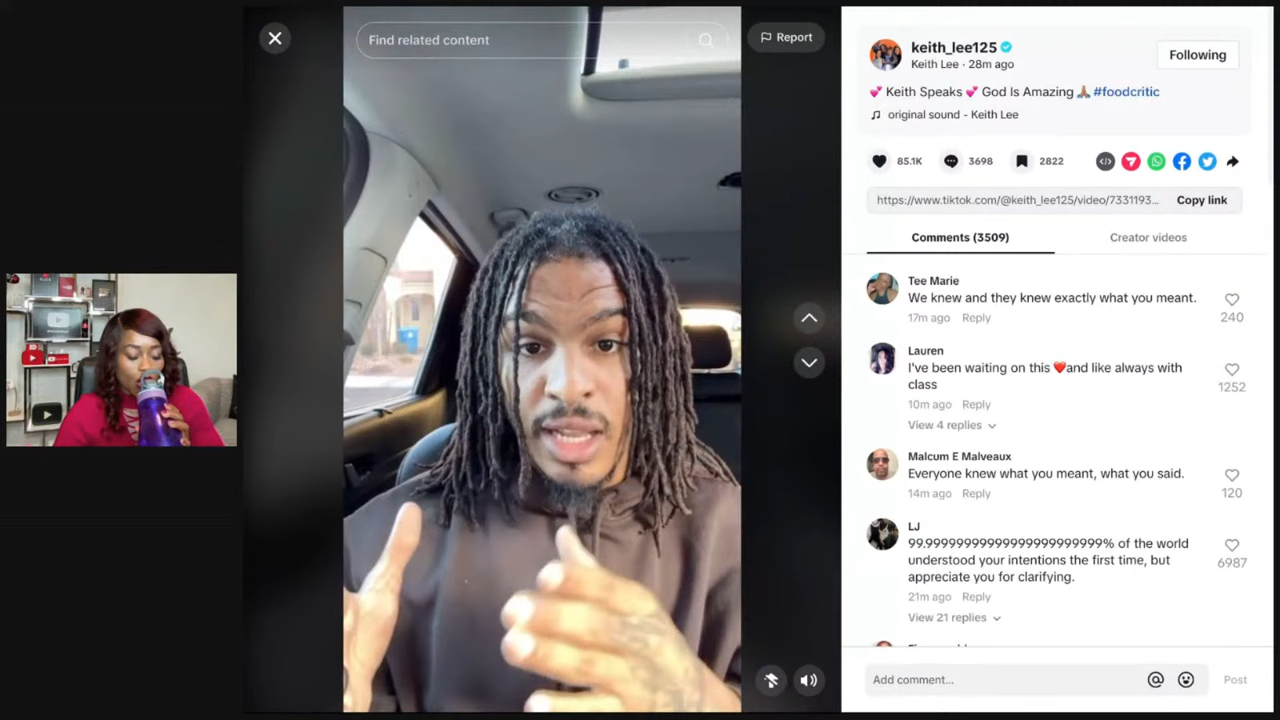 Find related content
Report
keith_lee125
Keith Lee · 28m ago
Following
💕 Keith Speaks 💕 God Is Amazing 🙏🏽 #foodcritic
original sound - Keith Lee
85.1K
3698
2822
https://www.tiktok.com/@keith_lee125/video/7331193...
Copy link
Comments (3509)
Creator videos
Tee Marie
We knew and they knew exactly what you meant.
240
17m ago Reply
Lauren
I've been waiting on this ❤️and like always with
class
1252
10m ago Reply
View 4 replies
Malcum E Malveaux
Everyone knew what you meant, what you said.
120
14m ago Reply
LJ
99.9999999999999999999999% of the world
understood your intentions the first time, but
appreciate you for clarifying.
6987
21m ago Reply
View 21 replies
Add comment...
@
Post